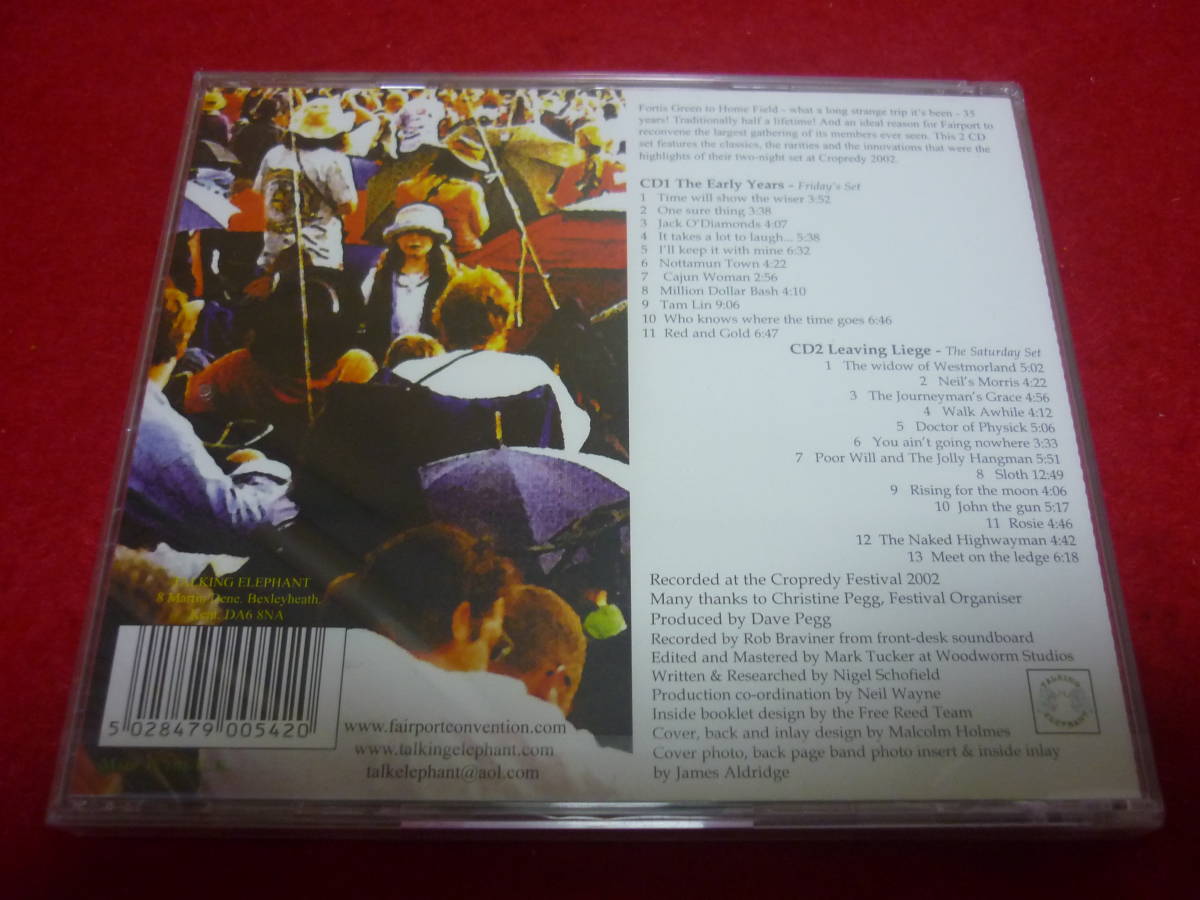 Fortis Green to Home Field - what a long strange trip it's been - 35
years! Traditionally half a lifetime! And an ideal reason for Fairport to
reconvene the largest gathering of its members ever seen. This 2 CD
set features the classics, the rarities and the innovations that were the
highlights of their two-night set at Cropredy 2002.
CD1 The Early Years - Friday's Set
1 Time will show the wiser 3:52
2 One sure thing 3:38
3 Jack O'Diamonds 4:07
4 It takes a lot to laugh... 5:38
5 I'll keep it with mine 6:32
6 Nottamun Town 4:22
7 Cajun Woman 2:56
8 Million Dollar Bash 4:10
9 Tam Lin 9:06
10 Who knows where the time goes 6:46
11 Red and Gold 6:47
CD2 Leaving Liege - The Saturday Set
1 The widow of Westmorland 5:02
2 Neil's Morris 4:22
3 The Journeyman's Grace 4:56
4 Walk Awhile 4:12
5 Doctor of Physick 5:06
6 You ain't going nowhere 3:33
7 Poor Will and The Jolly Hangman 5:51
8 Sloth 12:49
9 Rising for the moon 4:06
10 John the gun 5:17
11 Rosie 4:46
12 The Naked Highwayman 4:42
13 Meet on the ledge 6:18
Recorded at the Cropredy Festival 2002
Many thanks to Christine Pegg, Festival Organiser
Produced by Dave Pegg
Recorded by Rob Braviner from front-desk soundboard
Edited and Mastered by Mark Tucker at Woodworm Studios
Written & Researched by Nigel Schofield
Production co-ordination by Neil Wayne
Inside booklet design by the Free Reed Team
Cover, back and inlay design by Malcolm Holmes
Cover photo, back page band photo insert & inside inlay
by James Aldridge
TALKING ELEPHANT
TALKING ELEPHANT
8 Martin Dene. Bexleyheath.
Kent. DA6 8NA
5 028479 005420
www.fairportconvention.com
www.talkingelephant.com
talkelephant@aol.com